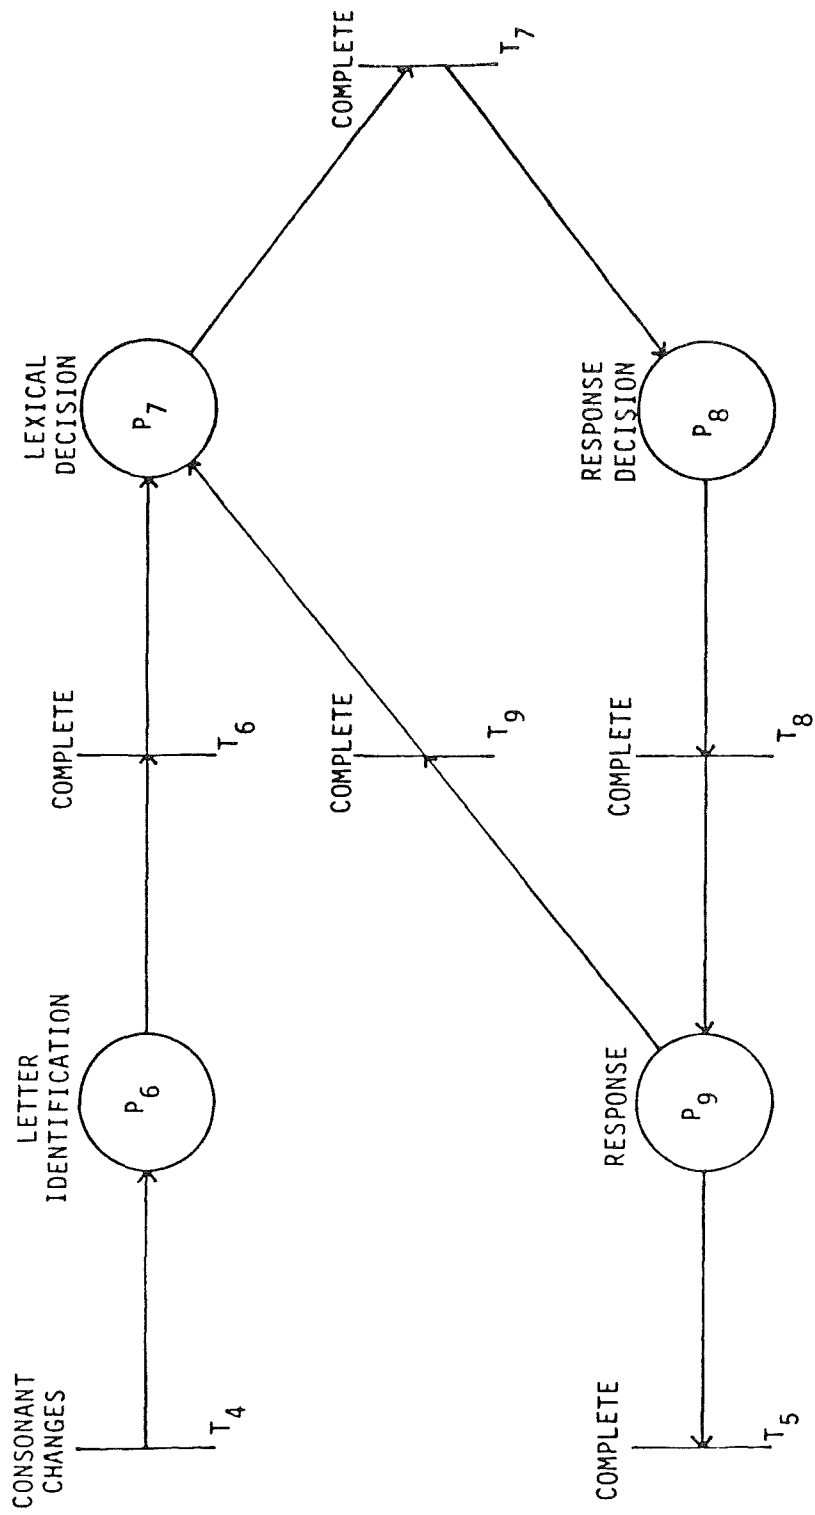 CONSONANT
CHANGES
T4
LETTER
IDENTIFICATION
P6
COMPLETE
T6
LEXICAL
DECISION
P7
COMPLETE
T9
COMPLETE
T7
COMPLETE
T5
RESPONSE
P9
COMPLETE
T8
RESPONSE
DECISION
P8